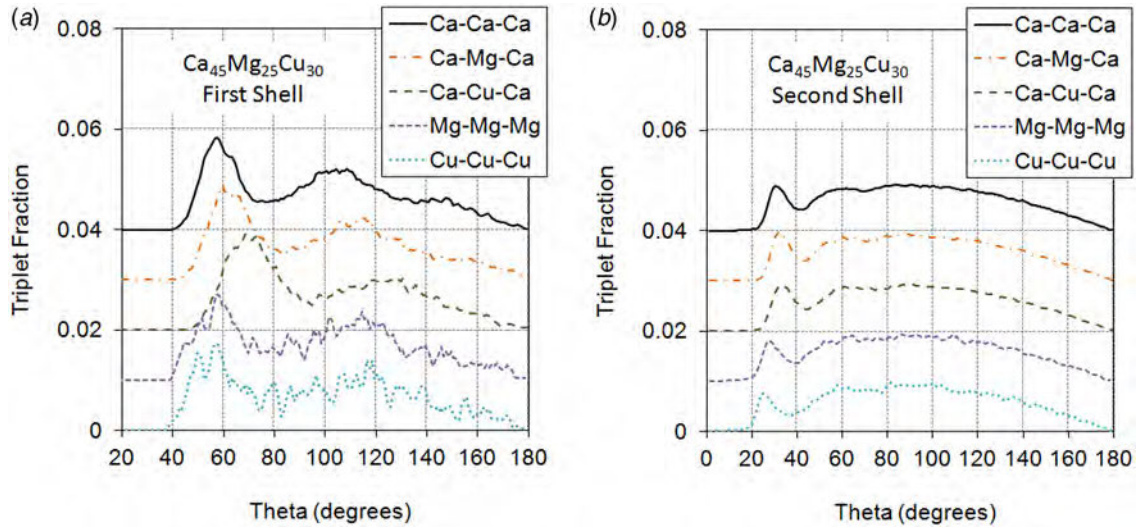 (a)
0.08
0.06
0.04
0.02
0
Triplet Fraction
Ca45Mg25Cu30
First Shell
Ca-Ca-Ca
Ca-Mg-Ca
Ca-Cu-Ca
Mg-Mg-Mg
Cu-Cu-Cu
20 40 60 80 100 120 140 160 180
Theta (degrees)
(b)
0.08
0.06
0.04
0.02
0
Triplet Fraction
Ca45Mg25Cu30
Second Shell
Ca-Ca-Ca
Ca-Mg-Ca
Ca-Cu-Ca
Mg-Mg-Mg
Cu-Cu-Cu
0 20 40 60 80 100 120 140 160 180
Theta (degrees)